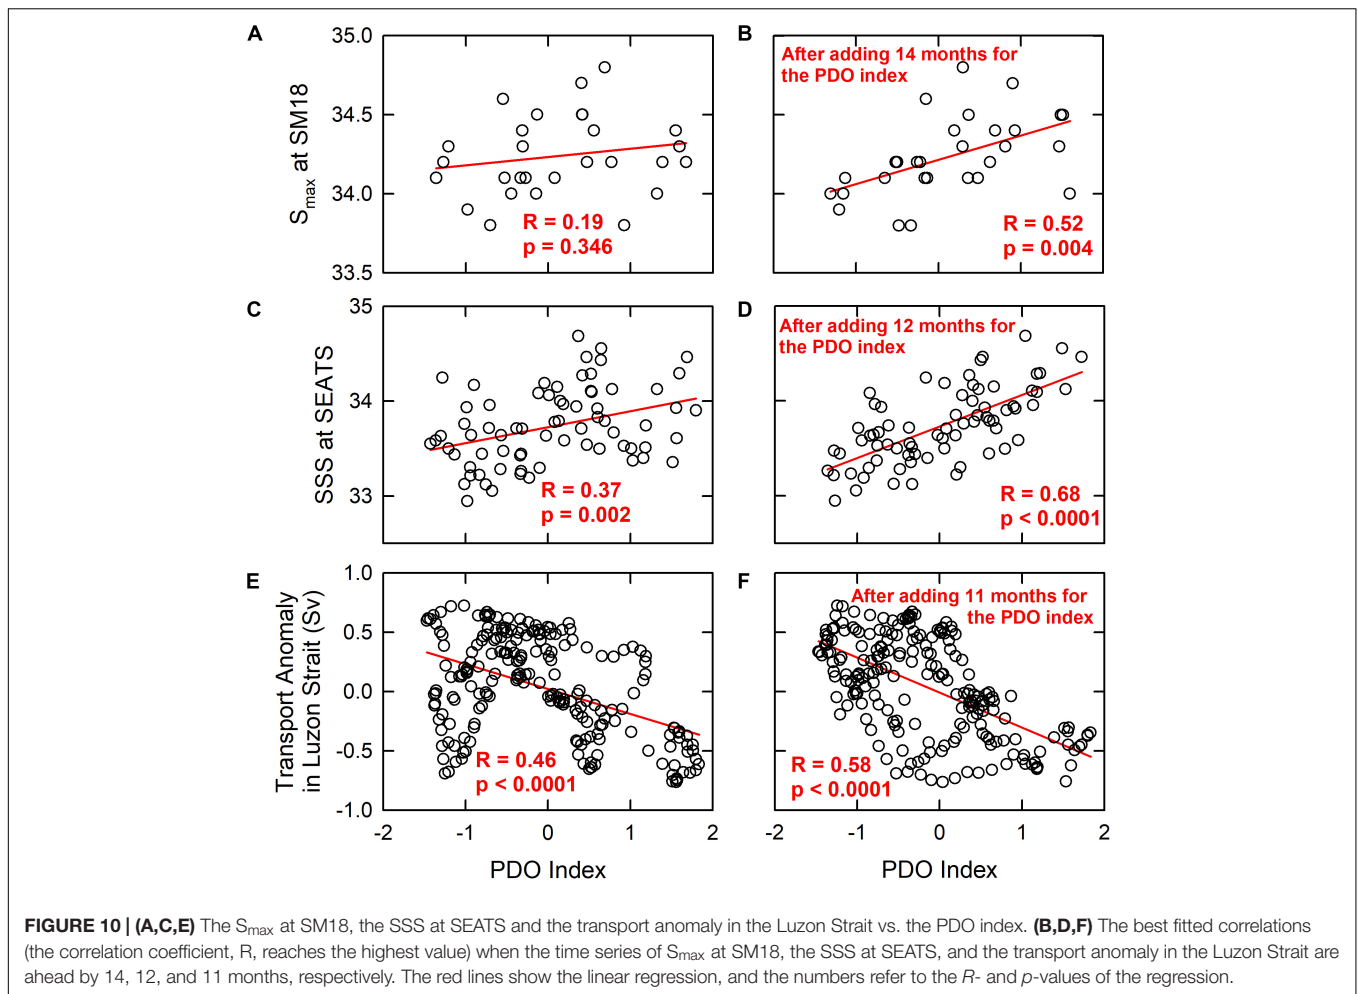 A
B
35.0
34.5
34.0
33.5
Smax at SM18
R = 0.19
p = 0.346
After adding 14 months for
the PDO index
R = 0.52
p = 0.004
C
D
35
34
33
SSS at SEATS
R = 0.37
p = 0.002
After adding 12 months for
the PDO index
R = 0.68
p < 0.0001
E
F
1.0
0.5
0.0
-0.5
-1.0
Transport Anomaly
in Luzon Strait (Sv)
R = 0.46
p < 0.0001
After adding 11 months for
the PDO index
R = 0.58
p < 0.0001
-2 -1 0 1 2
-2 -1 0 1 2
PDO Index
PDO Index
FIGURE 10 | (A,C,E) The Smax at SM18, the SSS at SEATS and the transport anomaly in the Luzon Strait vs. the PDO index. (B,D,F) The best fitted correlations
(the correlation coefficient, R, reaches the highest value) when the time series of Smax at SM18, the SSS at SEATS, and the transport anomaly in the Luzon Strait are
ahead by 14, 12, and 11 months, respectively. The red lines show the linear regression, and the numbers refer to the R- and p-values of the regression.